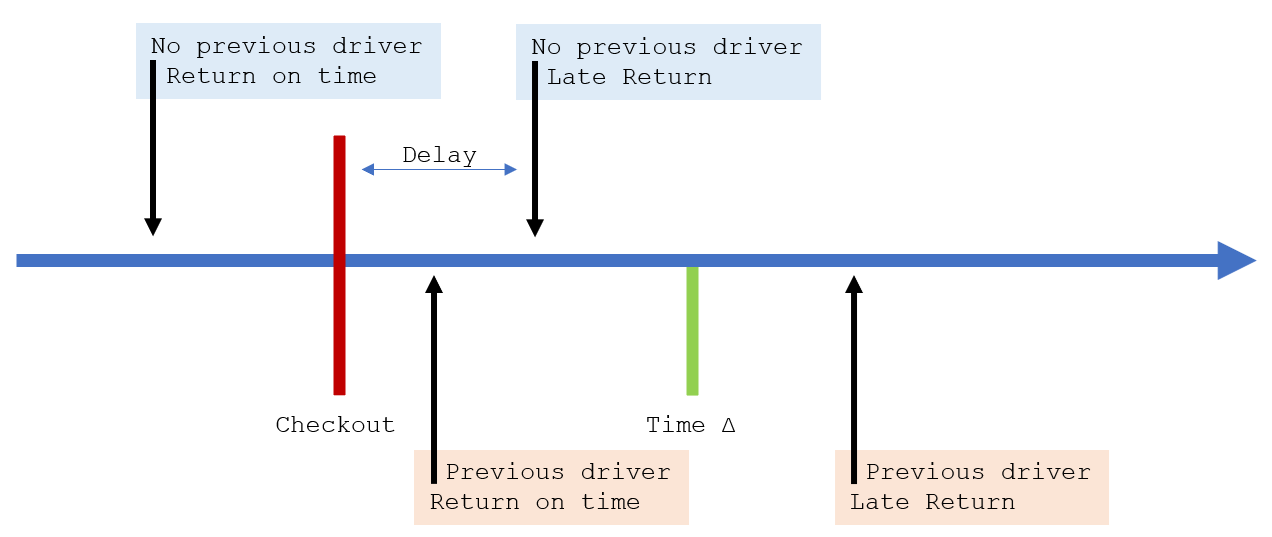 No previous driver
Return on time
No previous driver
Late Return
Delay
Checkout
Time Δ
Previous driver
Return on time
Previous driver
Late Return